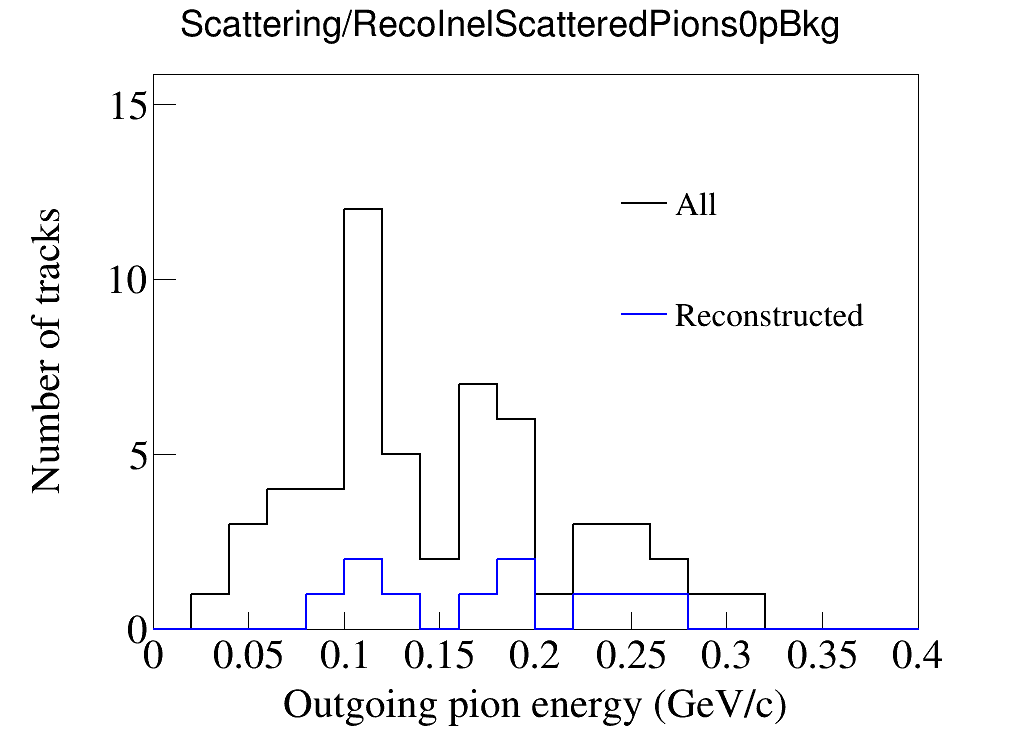 Scattering/RecoInelScatteredPions0pBkg
15
10
5
0
Number of tracks
All
Reconstructed
0 0.05 0.1 0.15 0.2 0.25 0.3 0.35 0.4
Outgoing pion energy (GeV/c)